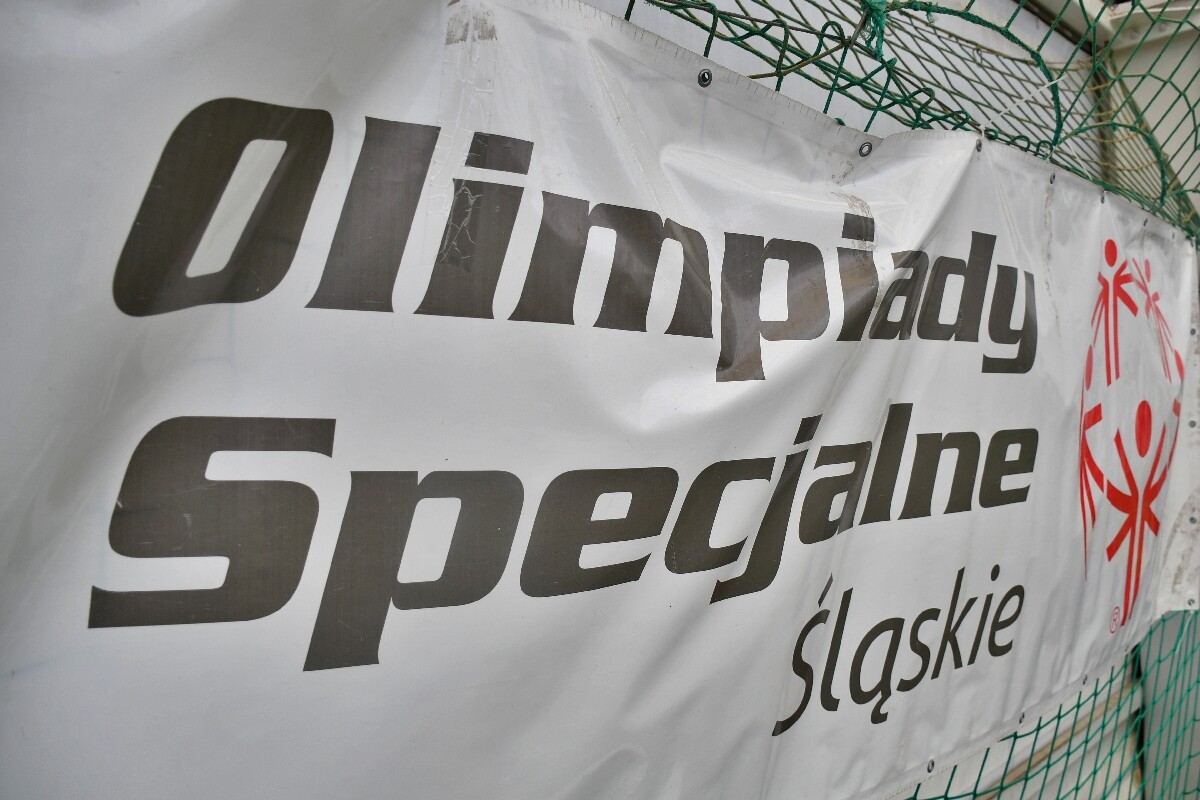 Olimpiady
Specjalne
Śląskie
®